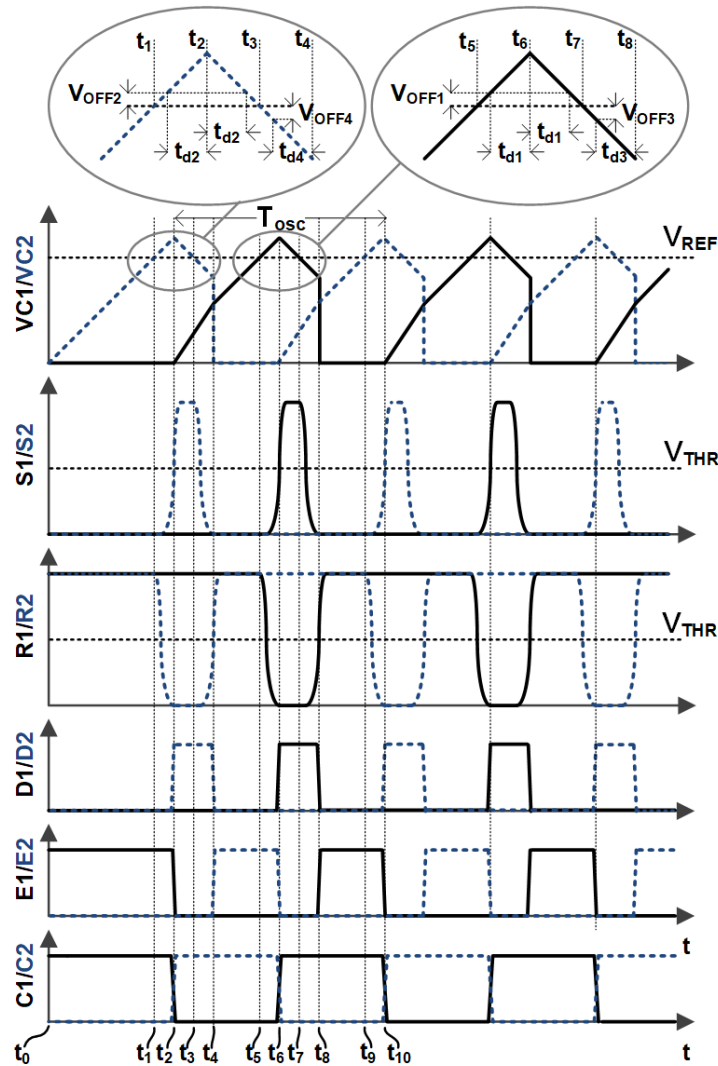 t1 t2 t3 t4
t5 t6 t7 t8
VOFF2
VOFF4
td2
td2
td4
VOFF1
VOFF3
td1
td1
td3
Tosc
VREF
VC1/VC2
S1/S2
VTHR
R1/R2
VTHR
D1/D2
E1/E2
t
C1/C2
t0 t1 t2 t3 t4 t5 t6 t7 t8 t9 t10 t